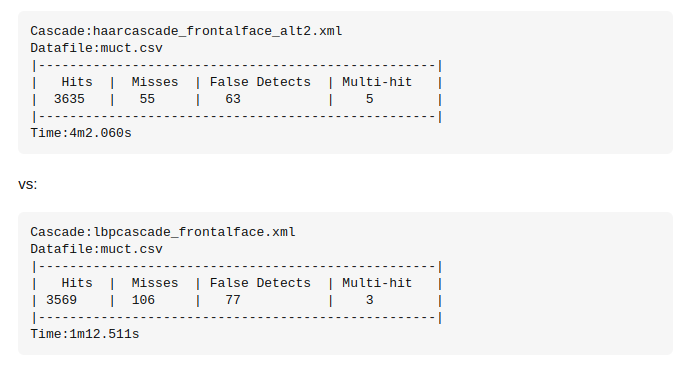 Cascade:haarcascade_frontalface_alt2.xml
Datafile:muct.csv
|---------------------------------------------------|
|   Hits  |  Misses  | False Detects  | Multi-hit   |
|  3635   |   55     |   63           |    5        |
|---------------------------------------------------|
Time:4m2.060s
vs:
Cascade:lbpcascade_frontalface.xml
Datafile:muct.csv
|---------------------------------------------------|
|   Hits  |  Misses  | False Detects  | Multi-hit   |
| 3569    |  106     |   77           |    3        |
|---------------------------------------------------|
Time:1m12.511s